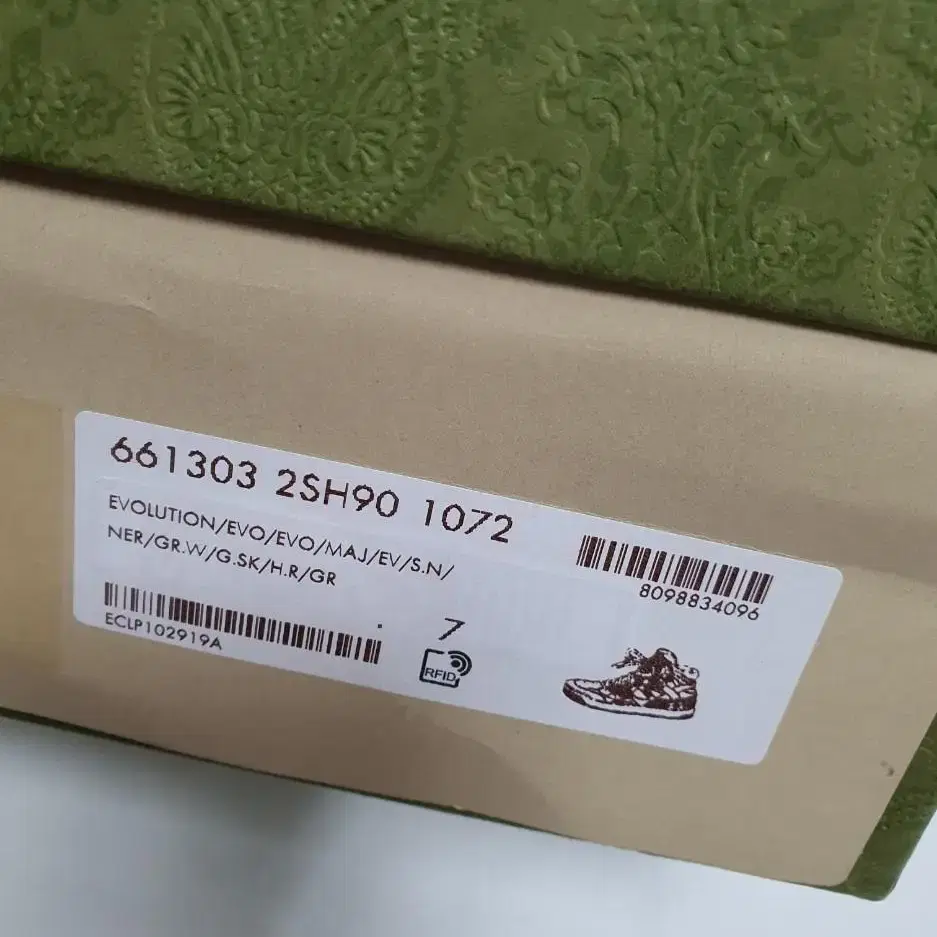 661303 2SH90 1072
EVOLUTION/EVO/EVO/MAJ/EV/S.N/
NER/GR.W/G.SK/H.R/GR
8098834096
ECLP102919A
7
RFID